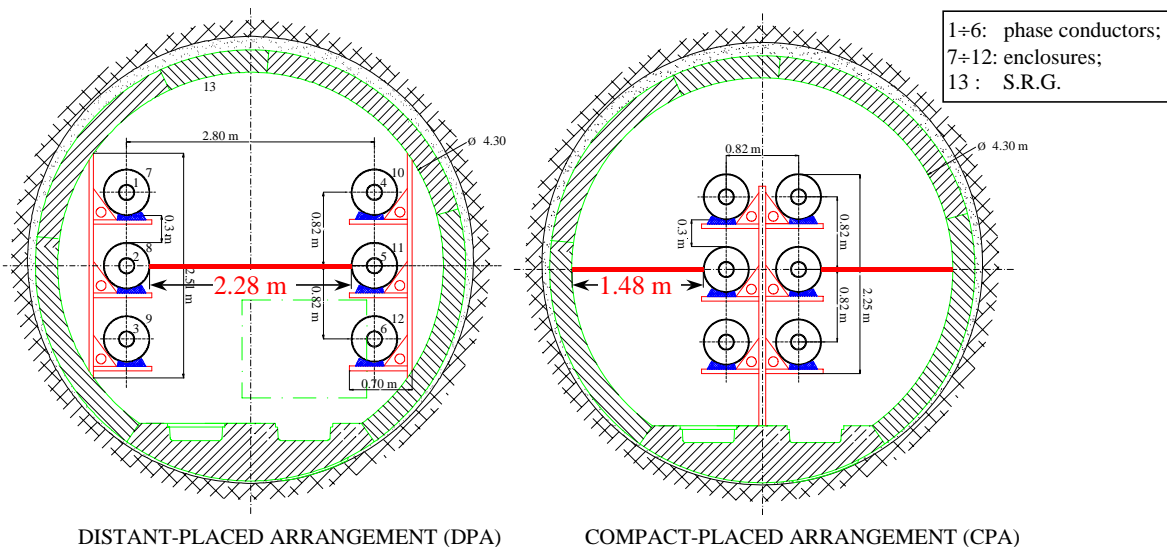 1÷6: phase conductors;
7÷12: enclosures;
13 : S.R.G.
13
2.80 m
Ø 4.30
7
1
10
4
0.3 m
0.82 m
8
2
11
5
2.28 m
2.51 m
0.82 m
9
3
12
6
0.70 m
DISTANT-PLACED ARRANGEMENT (DPA)
0.82 m
Ø 4.30 m
0.3 m
0.82 m
1.48 m
0.82 m
2.25 m
COMPACT-PLACED ARRANGEMENT (CPA)